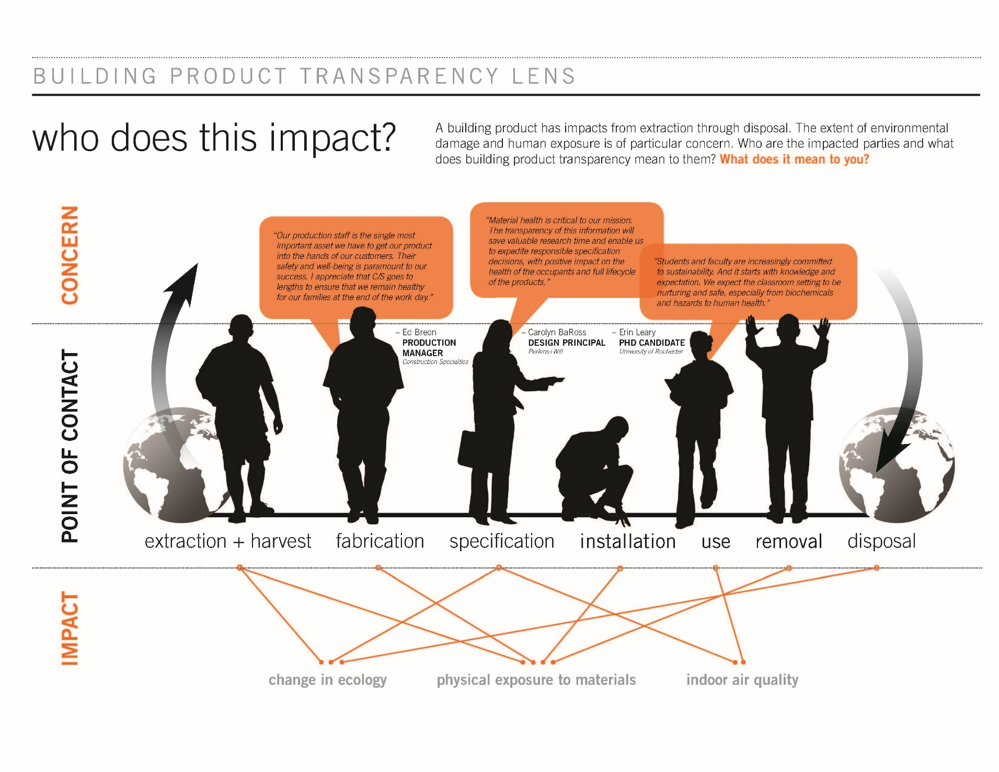 BUILDING PRODUCT TRANSPARENCY LENS
who does this impact?
A building product has impacts from extraction through disposal. The extent of environmental
damage and human exposure is of particular concern. Who are the impacted parties and what
does building product transparency mean to them? What does it mean to you?
CONCERN
“Our production staff is the single most
important asset we have to get our product
into the hands of our customers. Their
safety and well-being is paramount to our
success. I appreciate that C/S goes to
lengths to ensure that we remain healthy
for our families at the end of the work day.”
“Material health is critical to our mission.
The transparency of this information will
save valuable research time and enable us
to expedite responsible specification
decisions, with positive impact on the
health of the occupants and full lifecycle
of the products.”
“Students and faculty are increasingly committed
to sustainability. And it starts with knowledge and
expectation. We expect the classroom setting to be
nurturing and safe, especially from biochemicals
and hazards to human health.”
POINT OF CONTACT
– Ed Breon
PRODUCTION
MANAGER
Construction Specialties
– Carolyn BaRoss
DESIGN PRINCIPAL
Perkins+Will
– Erin Leary
PHD CANDIDATE
University of Rochester
extraction + harvest
fabrication
specification
installation
use
removal
disposal
IMPACT
change in ecology
physical exposure to materials
indoor air quality